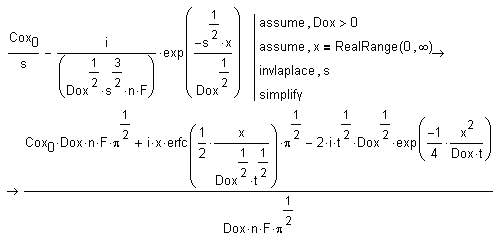 Cox₀/s − i/(Dox^(1/2)·s^(3/2)·n·F)·exp(−s^(1/2)·x/Dox^(1/2)) | assume , Dox > 0
assume , x = RealRange(0 , ∞) →
invlaplace , s
simplify
→ (Cox₀·Dox·n·F·π^(1/2) + i·x·erfc(1/2·x/(Dox^(1/2)·t^(1/2)))·π^(1/2) − 2·i·t^(1/2)·Dox^(1/2)·exp(−1/4·x²/(Dox·t)))/(Dox·n·F·π^(1/2))